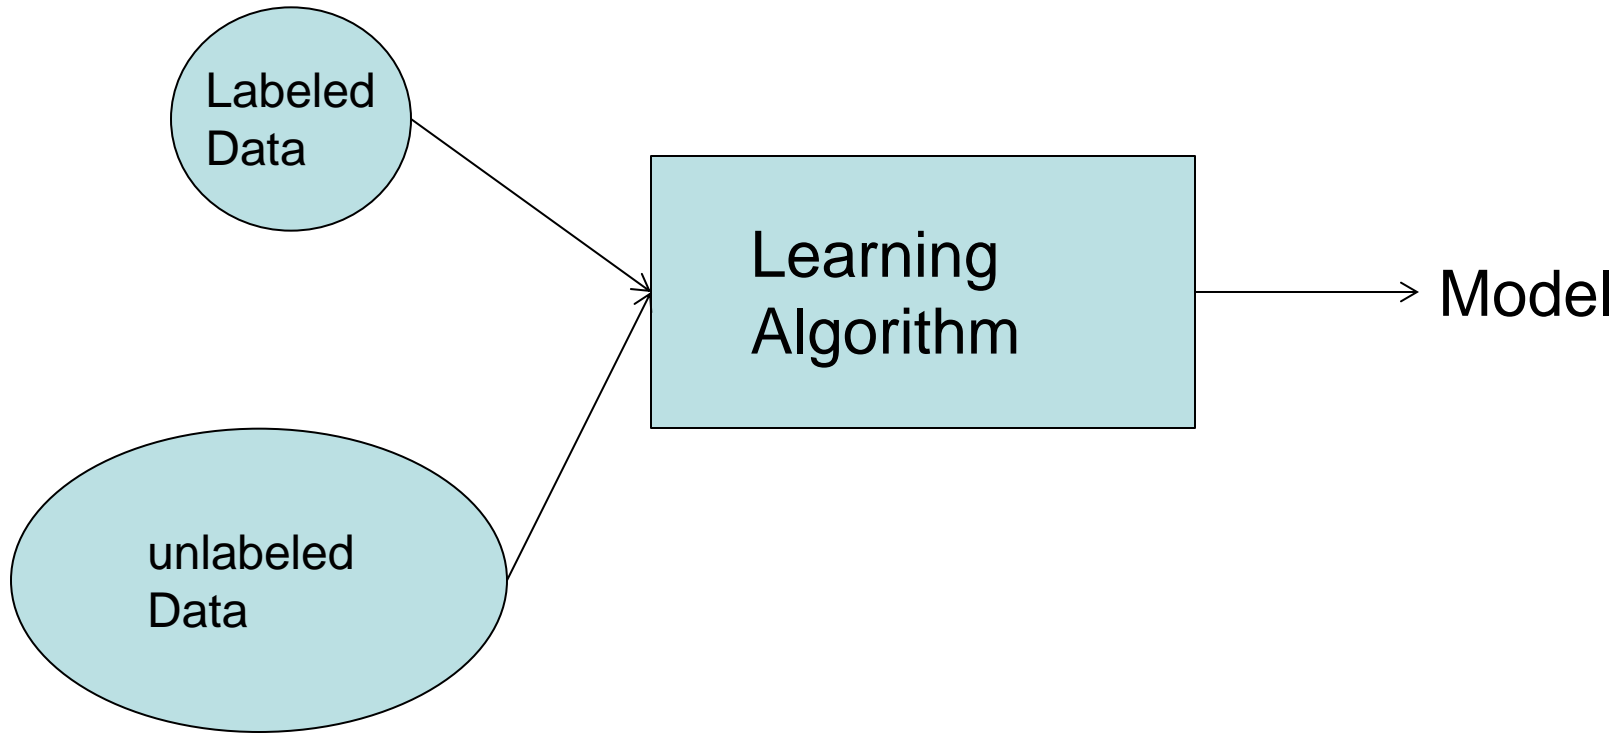 Labeled
Data
Learning
Algorithm
Model
unlabeled
Data